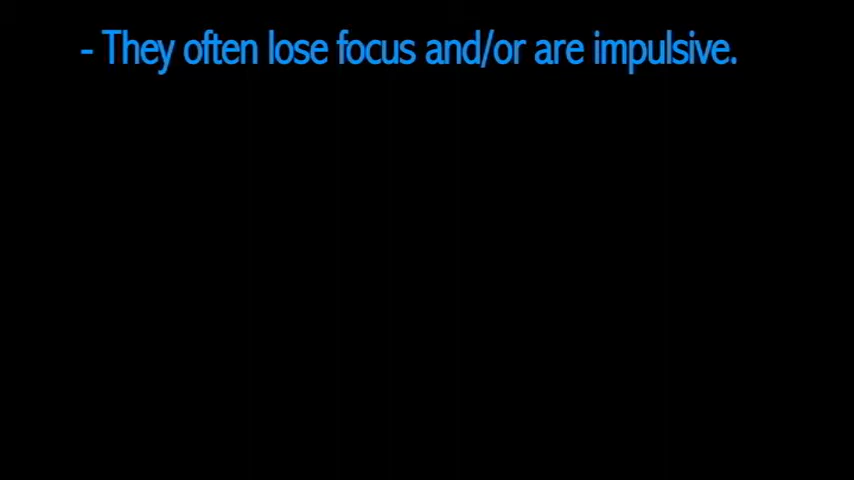 - They often lose focus and/or are impulsive.